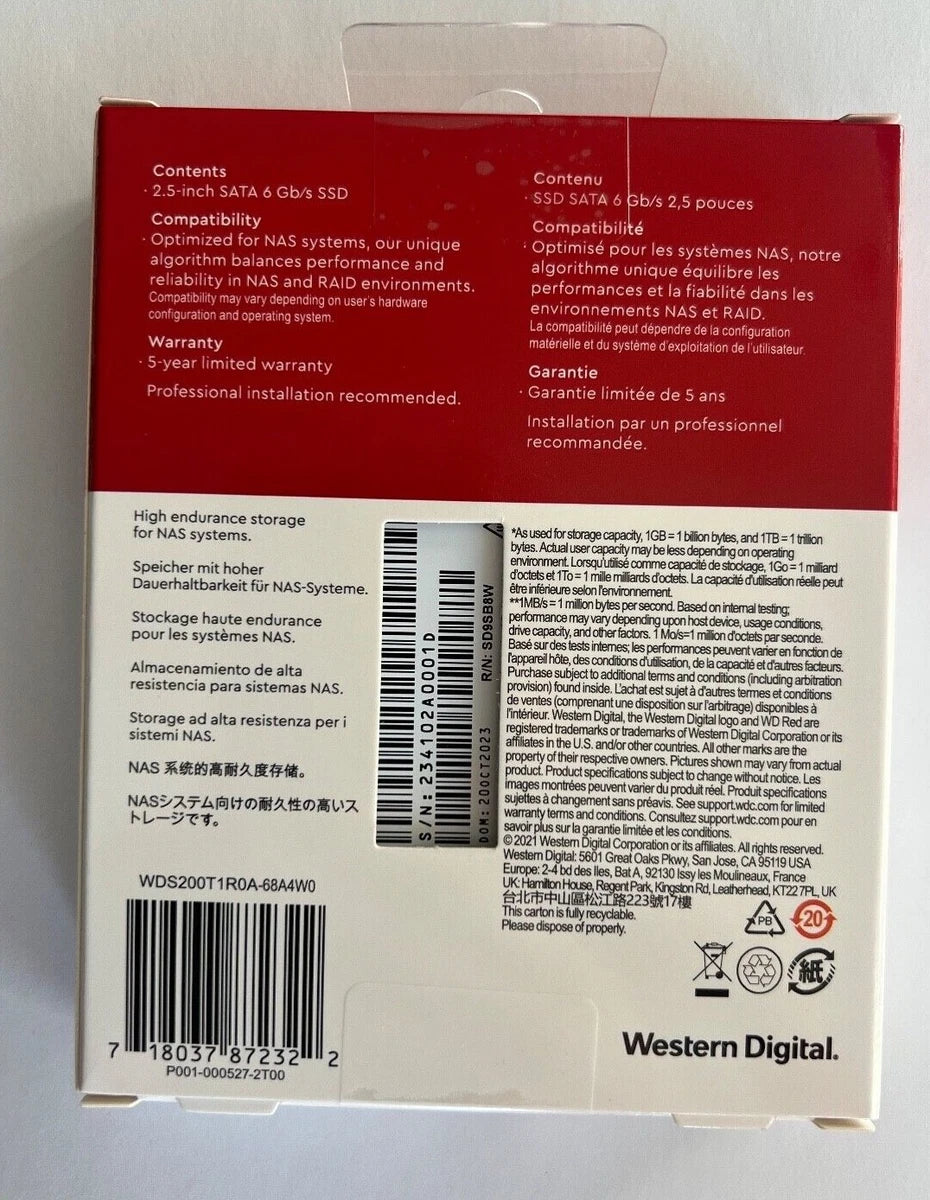 Contents
· 2.5-inch SATA 6 Gb/s SSD
Compatibility
· Optimized for NAS systems, our unique
algorithm balances performance and
reliability in NAS and RAID environments.
Compatibility may vary depending on user's hardware
configuration and operating system.
Warranty
· 5-year limited warranty
Professional installation recommended.
Contenu
· SSD SATA 6 Gb/s 2,5 pouces
Compatibilité
· Optimisé pour les systèmes NAS, notre
algorithme unique équilibre les
performances et la fiabilité dans les
environnements NAS et RAID.
La compatibilité peut dépendre de la configuration
matérielle et du système d'exploitation de l'utilisateur.
Garantie
· Garantie limitée de 5 ans
Installation par un professionnel
recommandée.
High endurance storage
for NAS systems.
Speicher mit hoher
Dauerhaltbarkeit für NAS-Systeme.
Stockage haute endurance
pour les systèmes NAS.
Almacenamiento de alta
resistencia para sistemas NAS.
Storage ad alta resistenza per i
sistemi NAS.
NAS 系统的高耐久度存储。
NASシステム向けの耐久性の高いス
トレージです。
S/N: 234102A0001D
DOM: 20OCT2023
R/N: SD9SB8W
*As used for storage capacity, 1GB = 1 billion bytes, and 1TB = 1 trillion
bytes. Actual user capacity may be less depending on operating
environment. Lorsqu'utilisé comme capacité de stockage, 1Go = 1 milliard
d'octets et 1To = 1 mille milliards d'octets. La capacité d'utilisation réelle peut
être inférieure selon l'environnement.
**1MB/s = 1 million bytes per second. Based on internal testing;
performance may vary depending upon host device, usage conditions,
drive capacity, and other factors. 1 Mo/s=1 million d'octets par seconde.
Basé sur des tests internes; les performances peuvent varier en fonction de
l'appareil hôte, des conditions d'utilisation, de la capacité et d'autres facteurs.
Purchase subject to additional terms and conditions (including arbitration
provision) found inside. L'achat est sujet à d'autres termes et conditions
de ventes (comprenant une disposition sur l'arbitrage) disponibles à
l'intérieur. Western Digital, the Western Digital logo and WD Red are
registered trademarks or trademarks of Western Digital Corporation or its
affiliates in the U.S. and/or other countries. All other marks are the
property of their respective owners. Pictures shown may vary from actual
product. Product specifications subject to change without notice. Les
images montrées peuvent varier du produit réel. Product specifications
sujettes à changement sans préavis. See support.wdc.com for limited
warranty terms and conditions. Consultez support.wdc.com pour en
savoir plus sur la garantie limitée et les conditions.
© 2021 Western Digital Corporation or its affiliates. All rights reserved.
Western Digital: 5601 Great Oaks Pkwy, San Jose, CA 95119 USA
Europe: 2-4 bd des Iles, Bat A, 92130 Issy les Moulineaux, France
UK: Hamilton House, Regent Park, Kingston Rd, Leatherhead, KT22 7PL, UK
台北市中山區松江路223號17樓
This carton is fully recyclable.
Please dispose of properly.
PB
20
紙
WDS200T1R0A-68A4W0
7 18037 87232 2
P001-000527-2T00
Western Digital.